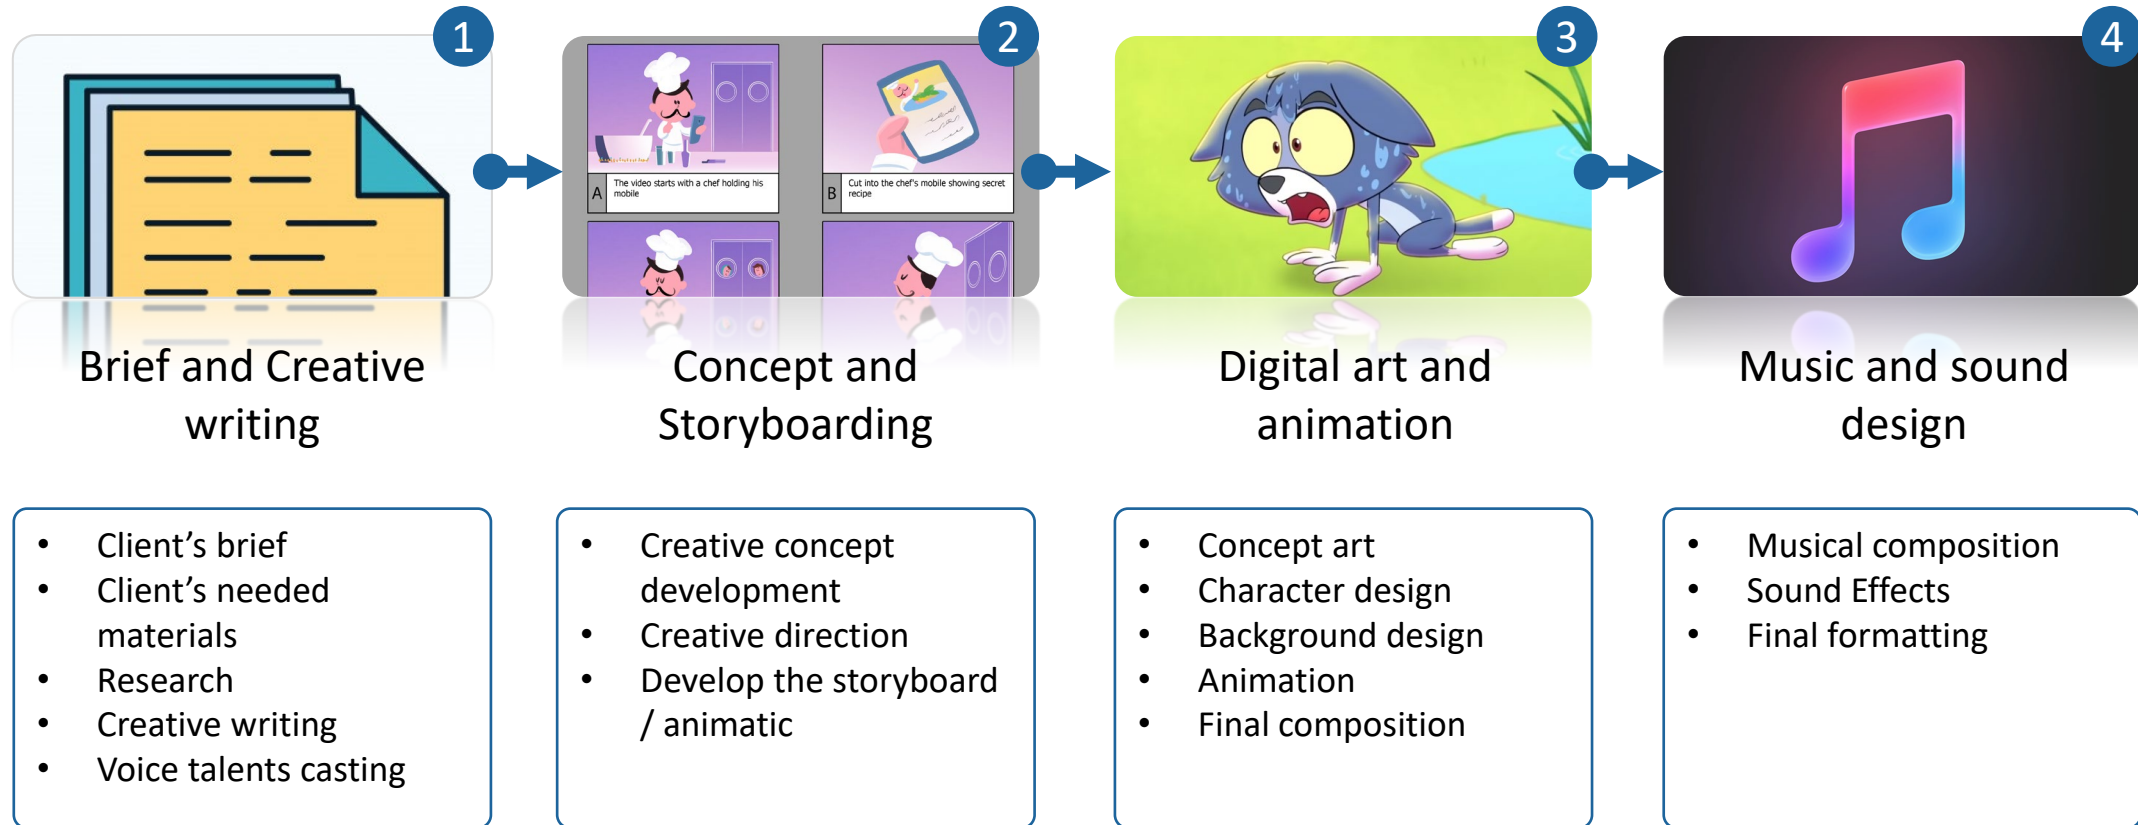 1
2
3
4
A
The video starts with a chef holding his
mobile
B
Cut into the chef's mobile showing secret
recipe
Brief and Creative
writing
Concept and
Storyboarding
Digital art and
animation
Music and sound
design
• Client's brief
• Client's needed
materials
• Research
• Creative writing
• Voice talents casting
• Creative concept
development
• Creative direction
• Develop the storyboard
/ animatic
• Concept art
• Character design
• Background design
• Animation
• Final composition
• Musical composition
• Sound Effects
• Final formatting